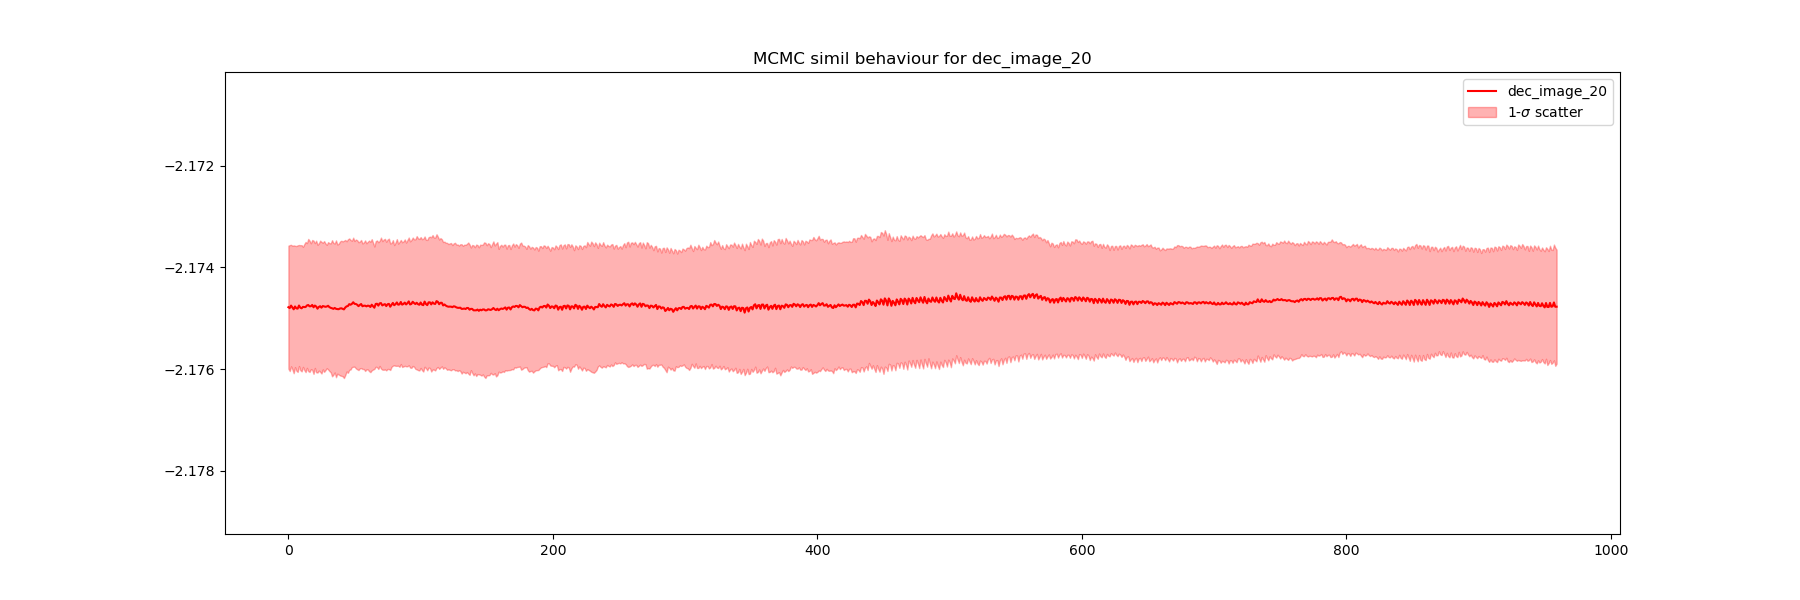 MCMC simil behaviour for dec_image_20
dec_image_20
1-σ scatter
−2.172
−2.174
−2.176
−2.178
0 200 400 600 800 1000